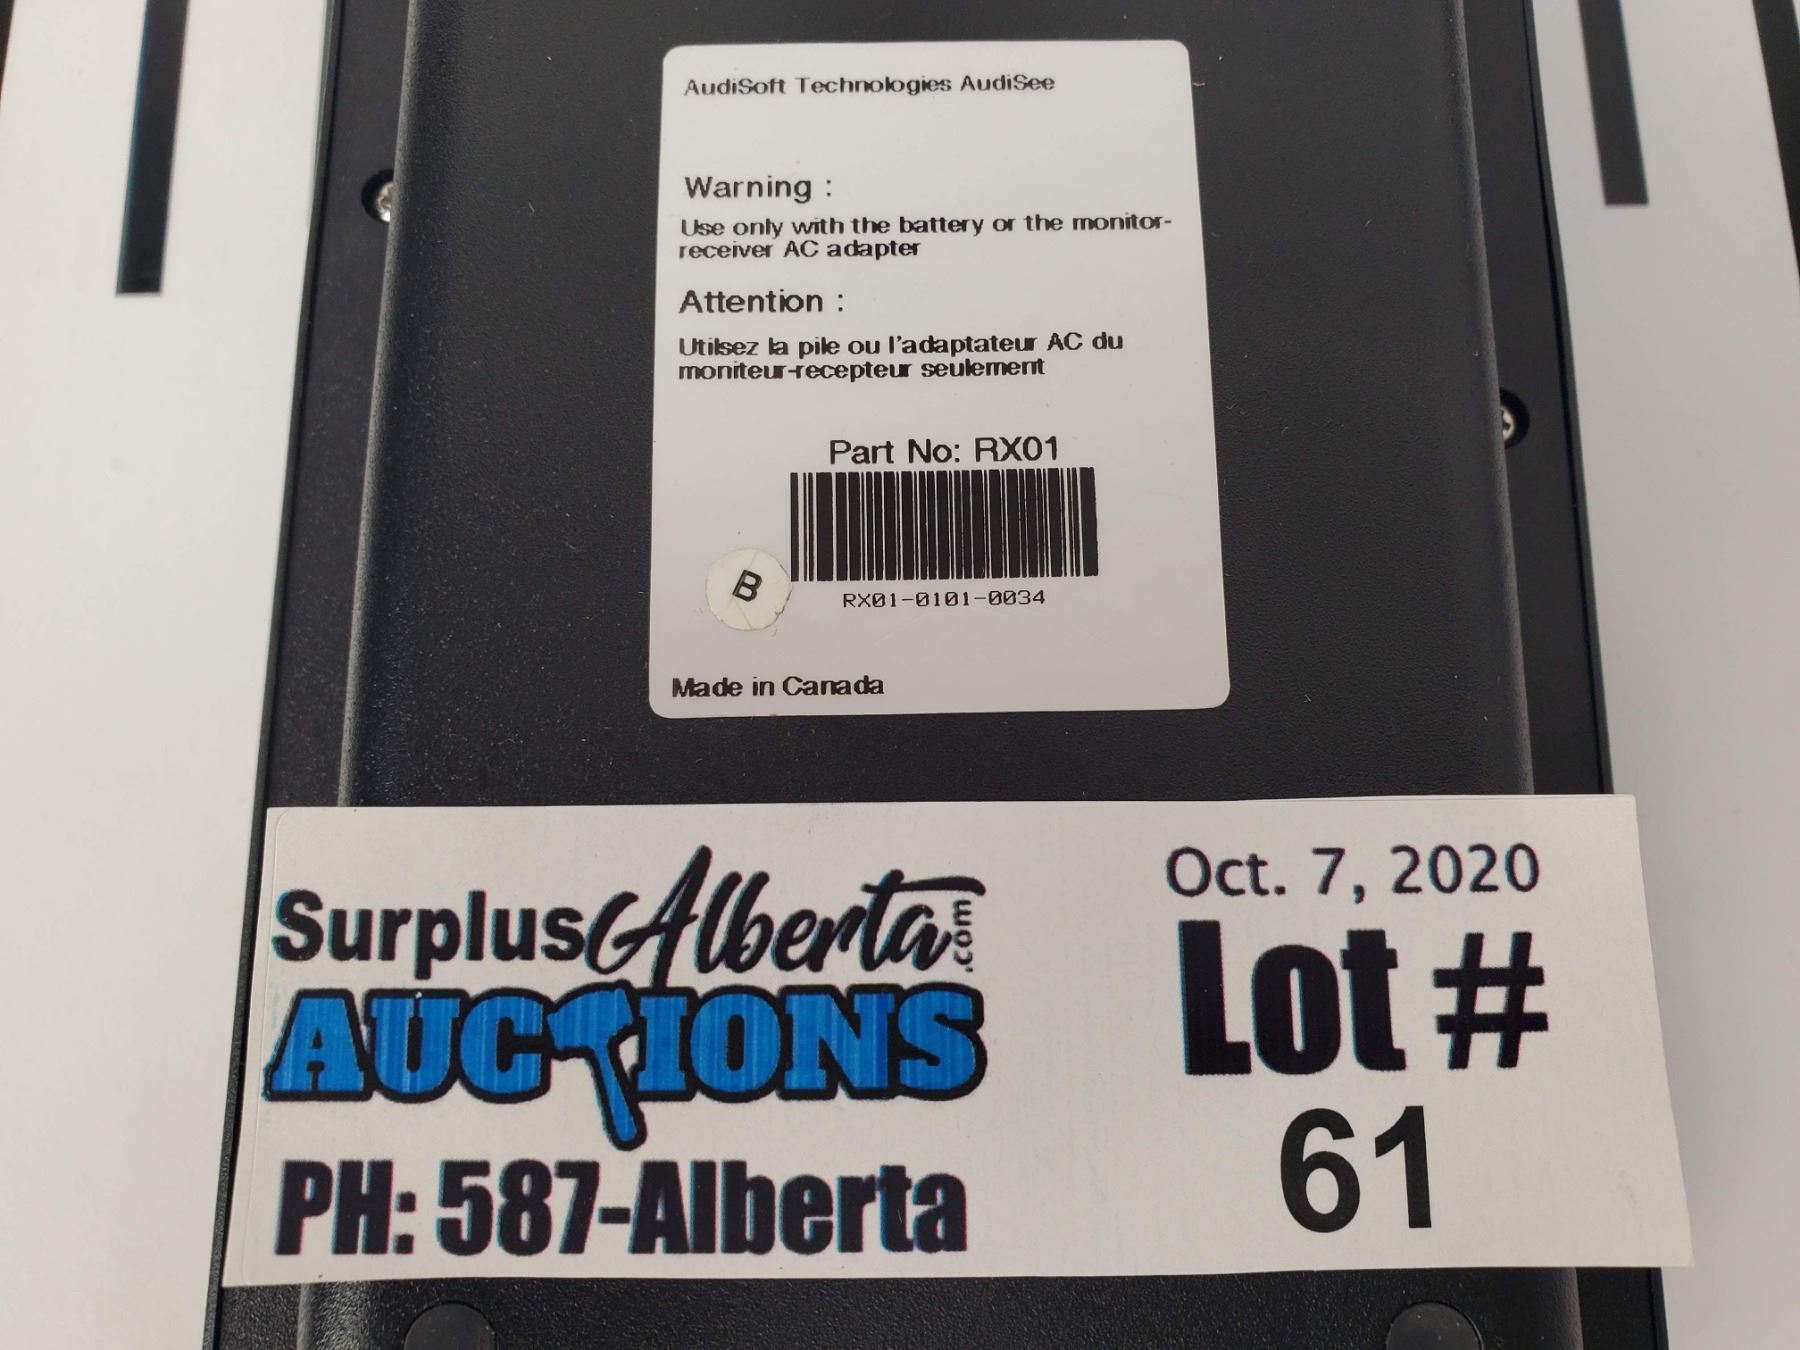 AudiSoft Technologies AudiSee
Warning :
Use only with the battery or the monitor-
receiver AC adapter
Attention :
Utilsez la pile ou l'adaptateur AC du
moniteur-recepteur seulement
Part No: RX01
B
RX01-0101-0034
Made in Canada
SurplusAlberta.com
AUCTIONS
PH: 587-Alberta
Oct. 7, 2020
Lot #
61